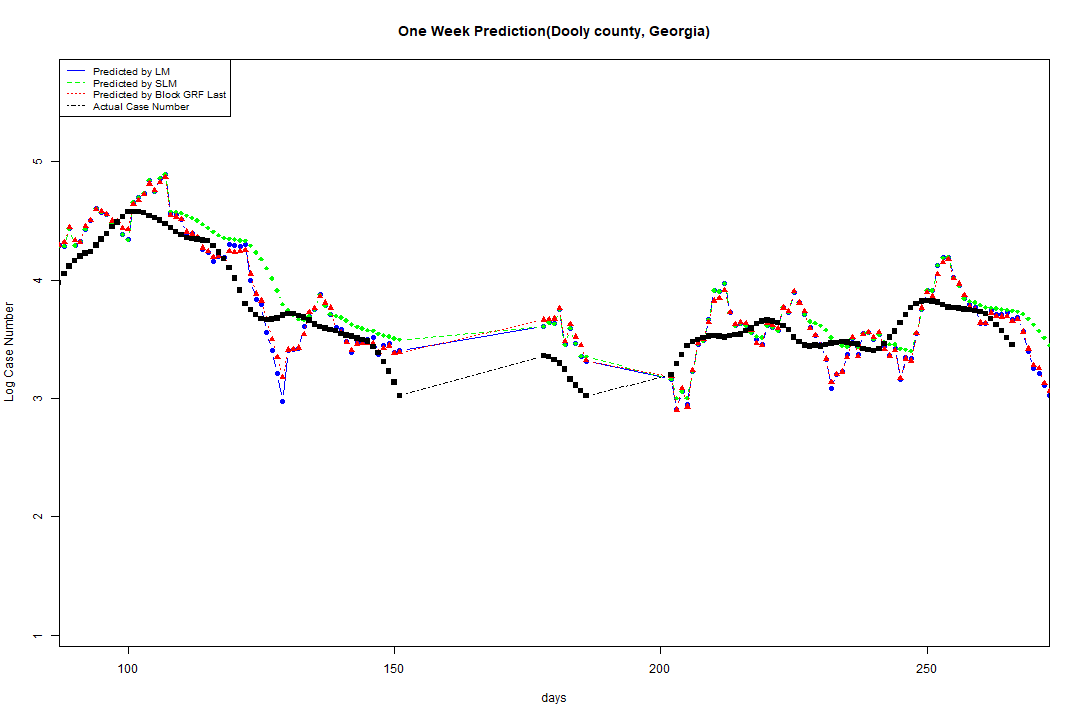 One Week Prediction(Dooly county, Georgia)
Predicted by LM
Predicted by SLM
Predicted by Block GRF Last
Actual Case Number
Log Case Number
5
4
3
2
1
100 150 200 250
days